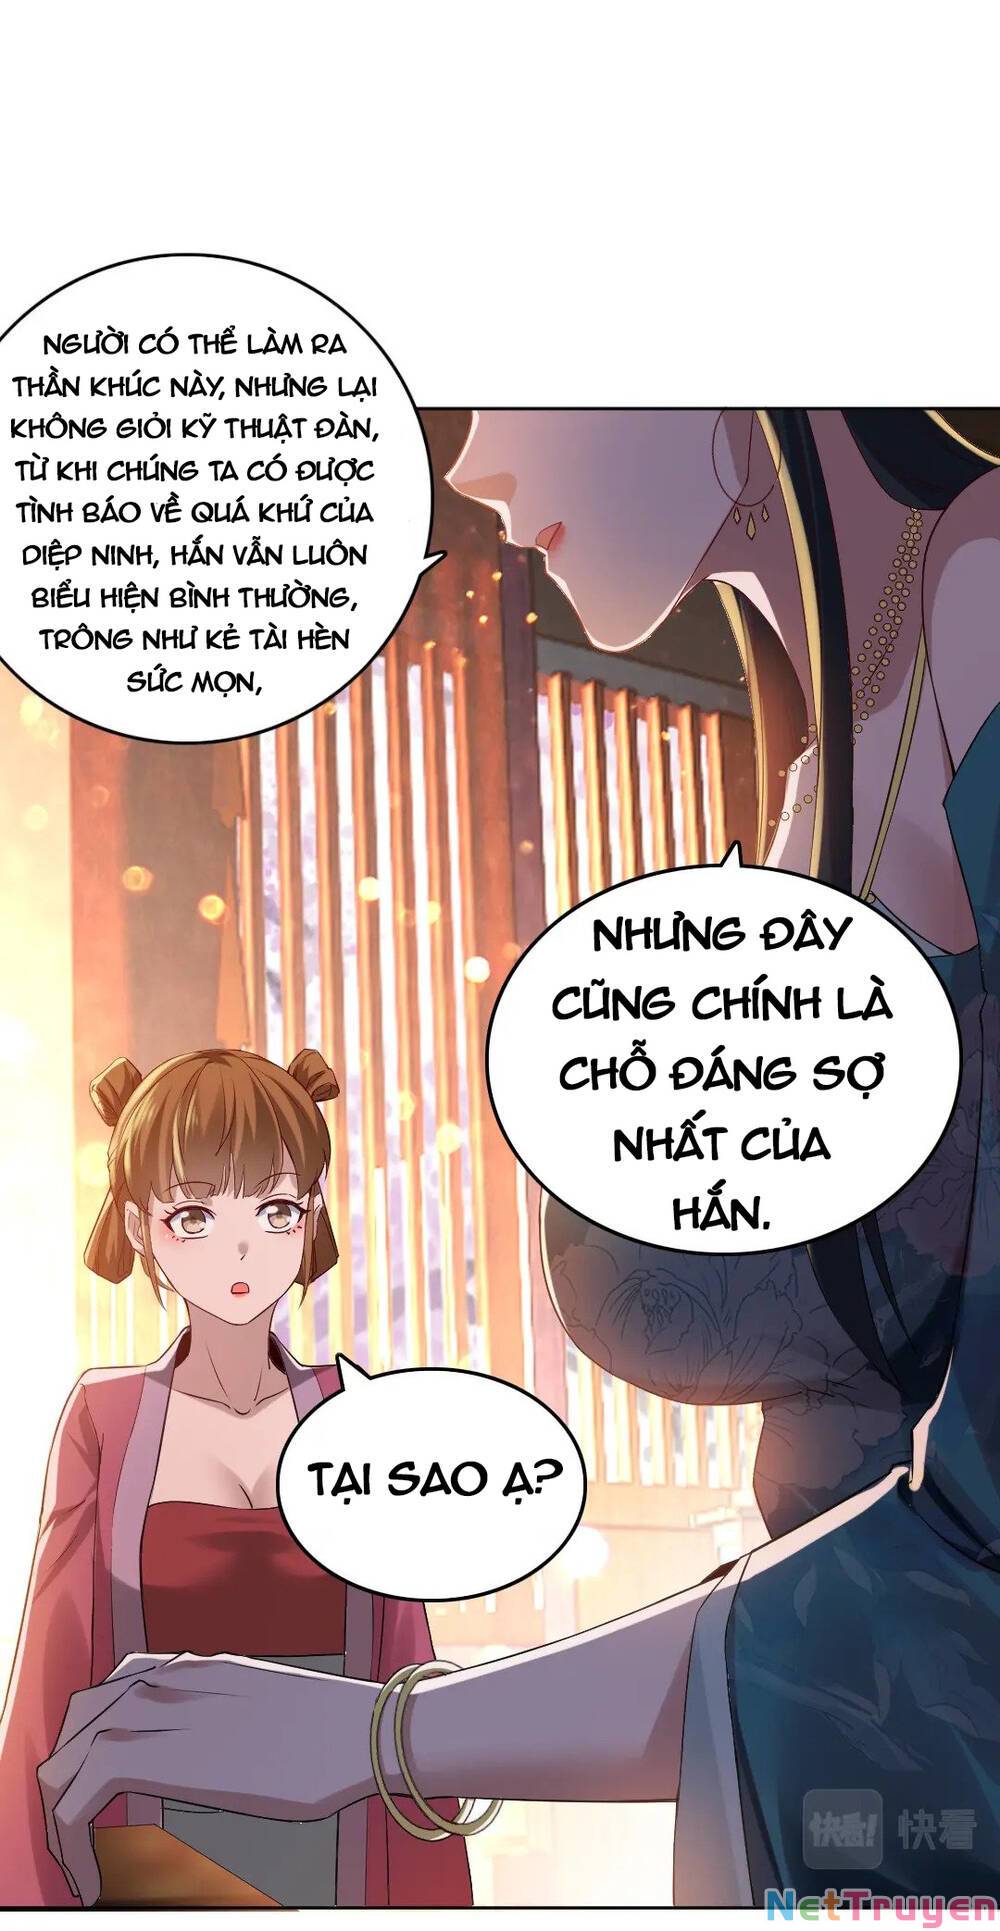 NGƯỜI CÓ THỂ LÀM RA
THẦN KHÚC NÀY, NHƯNG LẠI
KHÔNG GIỎI KỸ THUẬT ĐÀN,
TỪ KHI CHÚNG TA CÓ ĐƯỢC
TÌNH BÁO VỀ QUÁ KHỨ CỦA
DIỆP NINH, HẮN VẪN LUÔN
BIỂU HIỆN BÌNH THƯỜNG,
TRÔNG NHƯ KẺ TÀI HÈN
SỨC MỌN,
NHƯNG ĐÂY
CŨNG CHÍNH LÀ
CHỖ ĐÁNG SỢ
NHẤT CỦA
HẮN.
TẠI SAO Ạ?
快看! 快看
NetTruyen